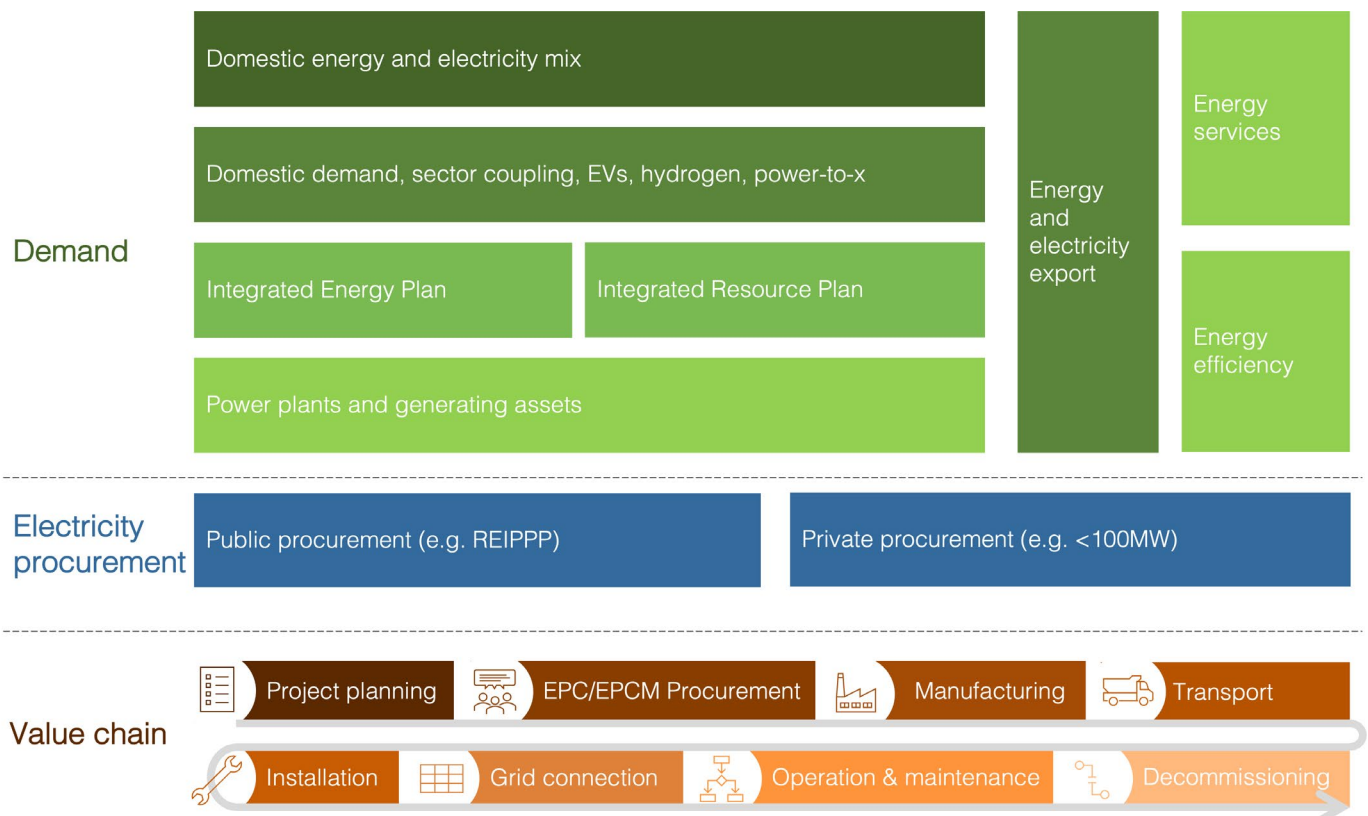 Demand
Domestic energy and electricity mix
Domestic demand, sector coupling, EVs, hydrogen, power-to-x
Integrated Energy Plan
Integrated Resource Plan
Power plants and generating assets
Energy
and
electricity
export
Energy
services
Energy
efficiency
Electricity
procurement
Public procurement (e.g. REIPPP)
Private procurement (e.g. <100MW)
Value chain
Project planning
EPC/EPCM Procurement
Manufacturing
Transport
Installation
Grid connection
Operation & maintenance
Decommissioning